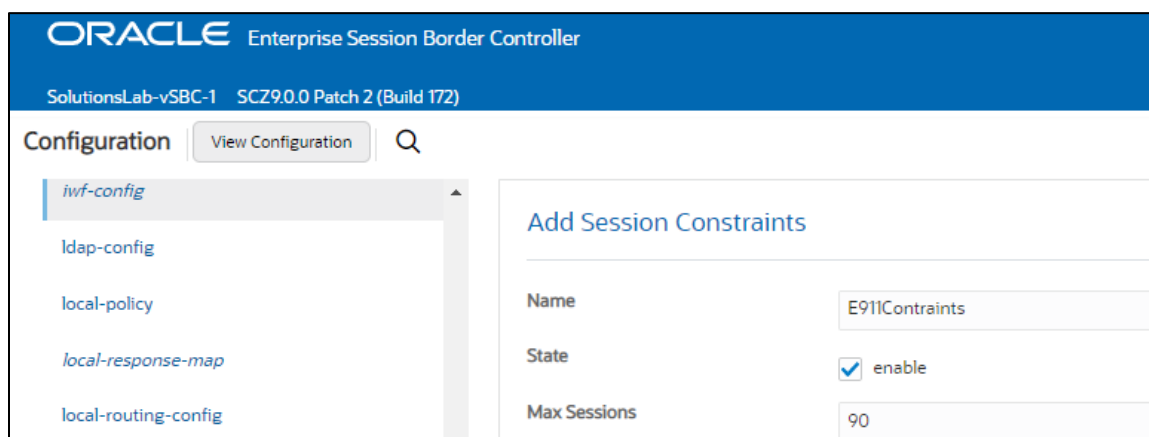 ORACLE Enterprise Session Border Controller
SolutionsLab-vSBC-1 SCZ9.0.0 Patch 2 (Build 172)
Configuration View Configuration
iwf-config
ldap-config
local-policy
local-response-map
local-routing-config
Add Session Constraints
Name E911Contraints
State enable
Max Sessions 90